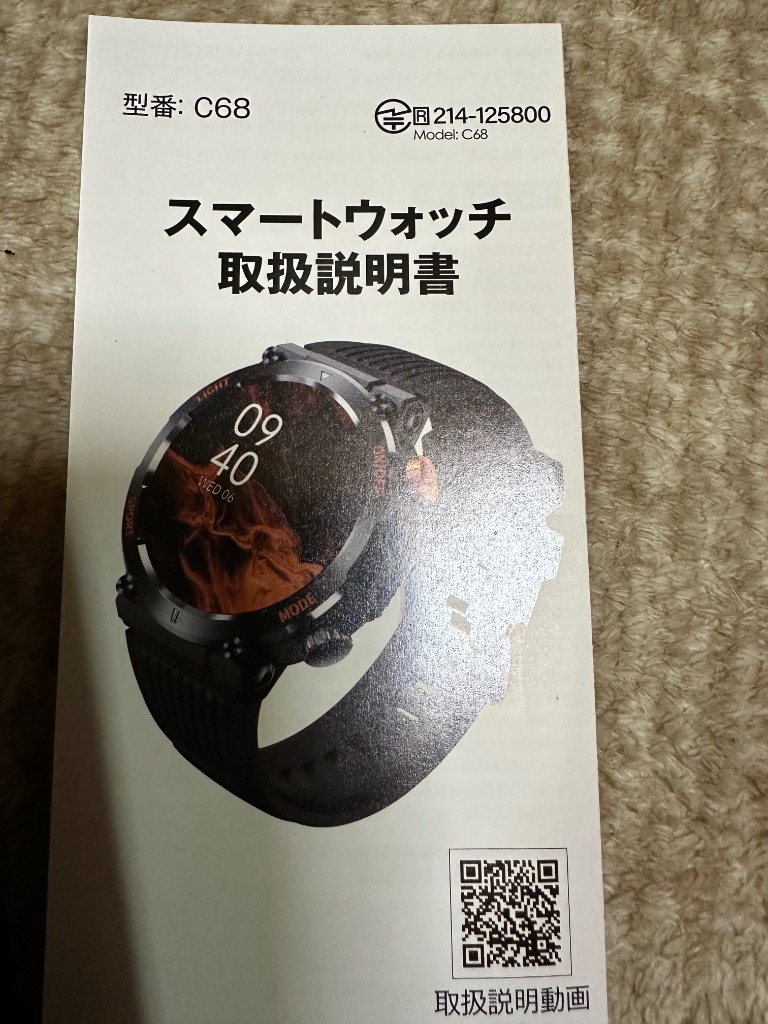 型番: C68
R 214-125800
Model: C68
スマートウォッチ
取扱説明書
LIGHT
09
40
WED 06
SPORT
MODE
取扱説明動画